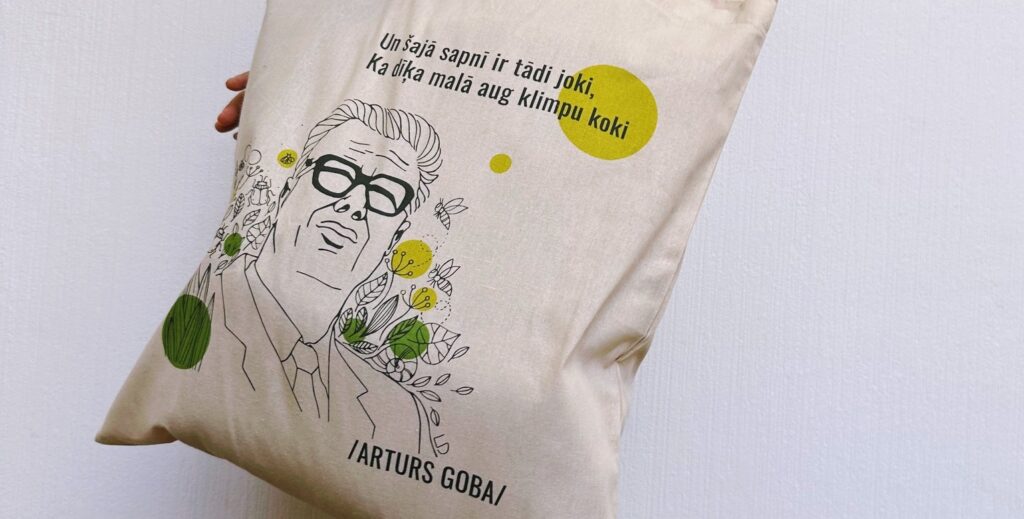 Un šajā sapnī ir tādi joki,
Ka dīķa malā aug klimpu koki
/ARTURS GOBA/